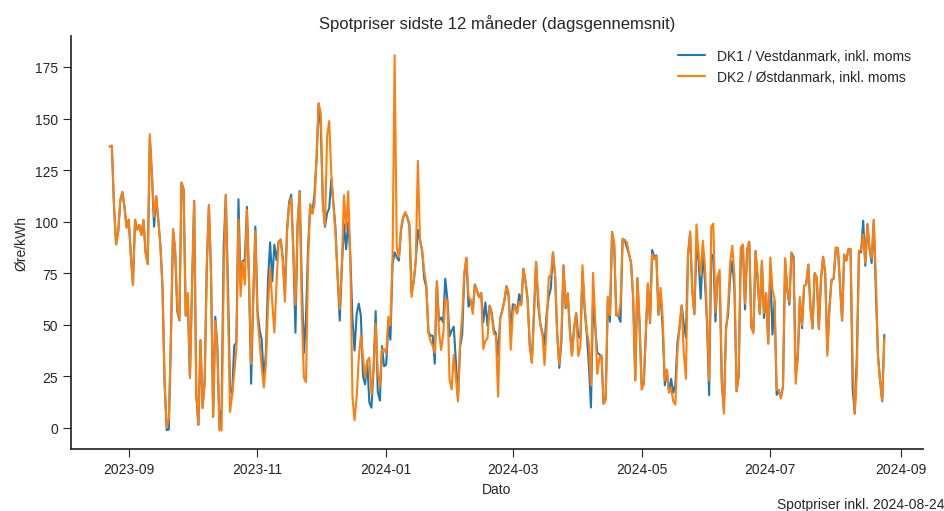 Spotpriser sidste 12 måneder (dagsgennemsnit)
DK1 / Vestdanmark, inkl. moms
DK2 / Østdanmark, inkl. moms
175
150
125
100
75
50
25
0
Øre/kWh
2023-09
2023-11
2024-01
2024-03
2024-05
2024-07
2024-09
Dato
Spotpriser inkl. 2024-08-24